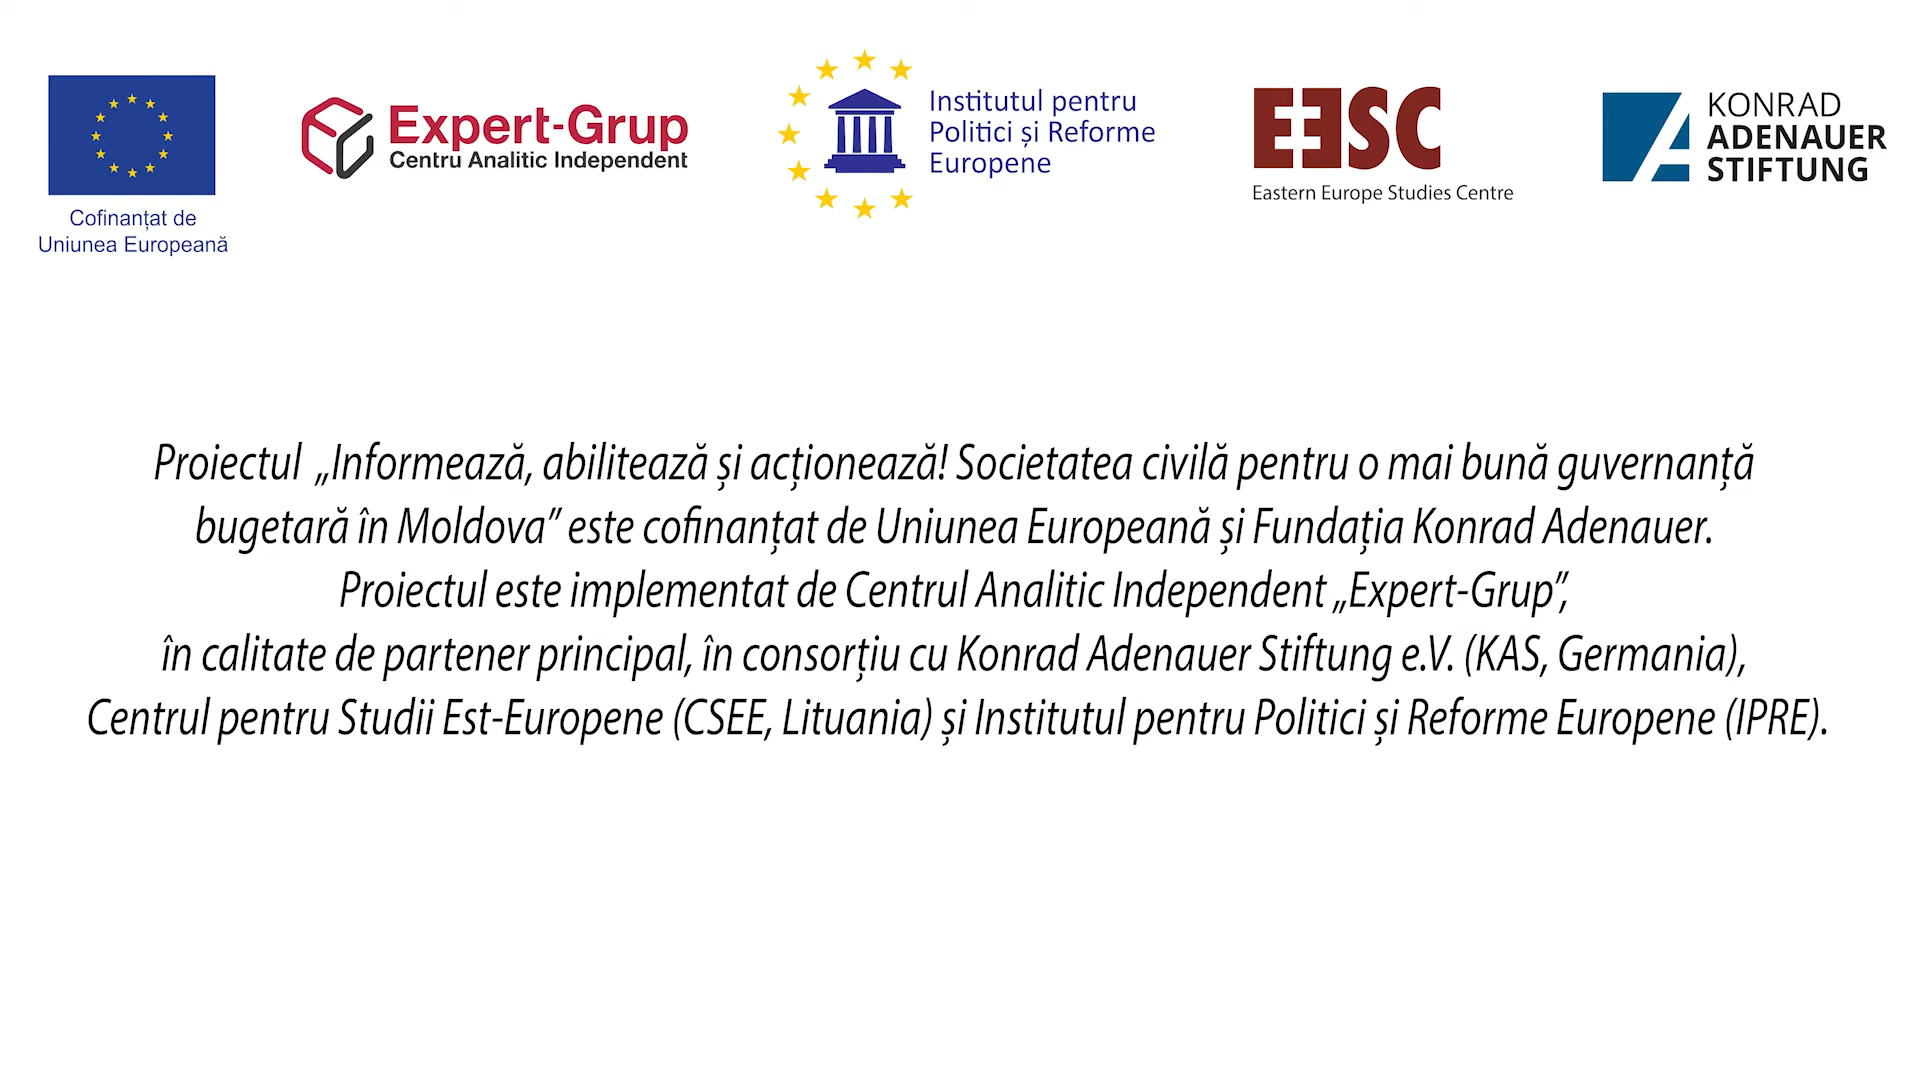 Cofinanțat de
Uniunea Europeană
Expert-Grup
Centru Analitic Independent
Institutul pentru
Politici și Reforme
Europene
EESC
Eastern Europe Studies Centre
KONRAD
ADENAUER
STIFTUNG
Proiectul „Informează, abilitează și acționează! Societatea civilă pentru o mai bună guvernanță
bugetară în Moldova” este cofinanțat de Uniunea Europeană și Fundația Konrad Adenauer.
Proiectul este implementat de Centrul Analitic Independent „Expert-Grup”,
în calitate de partener principal, în consorțiu cu Konrad Adenauer Stiftung e.V. (KAS, Germania),
Centrul pentru Studii Est-Europene (CSEE, Lituania) și Institutul pentru Politici și Reforme Europene (IPRE).